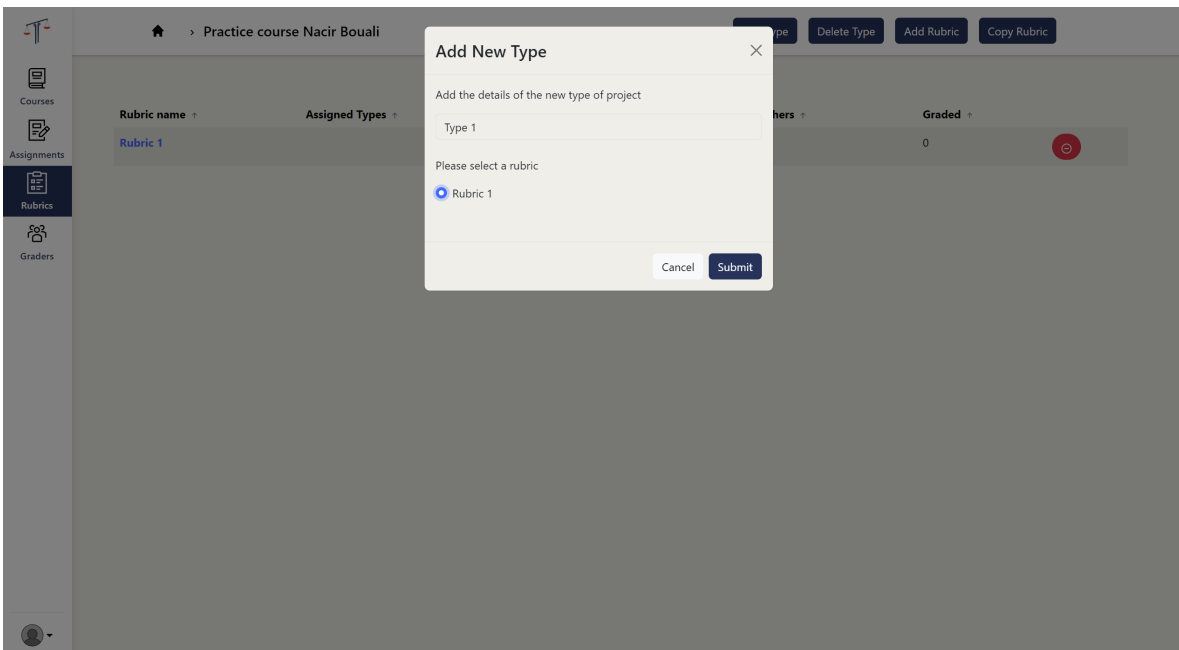 › Practice course Nacir Bouali
Delete Type
Add Rubric
Copy Rubric
Add New Type
Add the details of the new type of project
Type 1
Please select a rubric
Rubric 1
Cancel
Submit
Courses
Assignments
Rubrics
Graders
Rubric name ↑
Assigned Types ↑
Graded ↑
Rubric 1
0